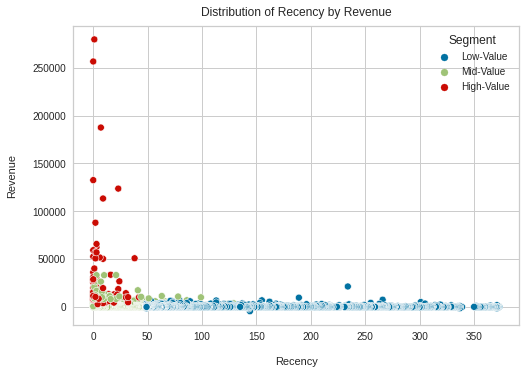 Distribution of Recency by Revenue
Segment
Low-Value
Mid-Value
High-Value
Revenue
250000
200000
150000
100000
50000
0
0 50 100 150 200 250 300 350
Recency